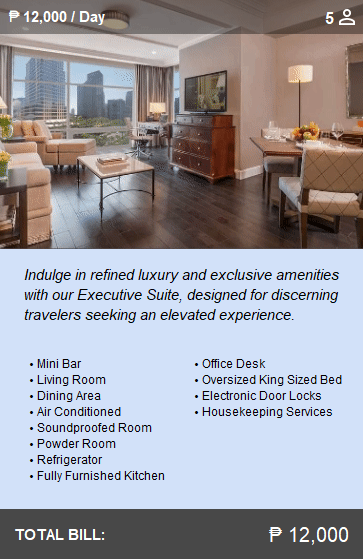 ₱ 12,000 / Day
5
Indulge in refined luxury and exclusive amenities
with our Executive Suite, designed for discerning
travelers seeking an elevated experience.
• Mini Bar
• Living Room
• Dining Area
• Air Conditioned
• Soundproofed Room
• Powder Room
• Refrigerator
• Fully Furnished Kitchen
• Office Desk
• Oversized King Sized Bed
• Electronic Door Locks
• Housekeeping Services
TOTAL BILL:
₱ 12,000